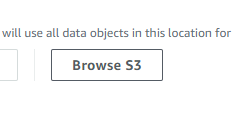 will use all data objects in this location for
Browse S3